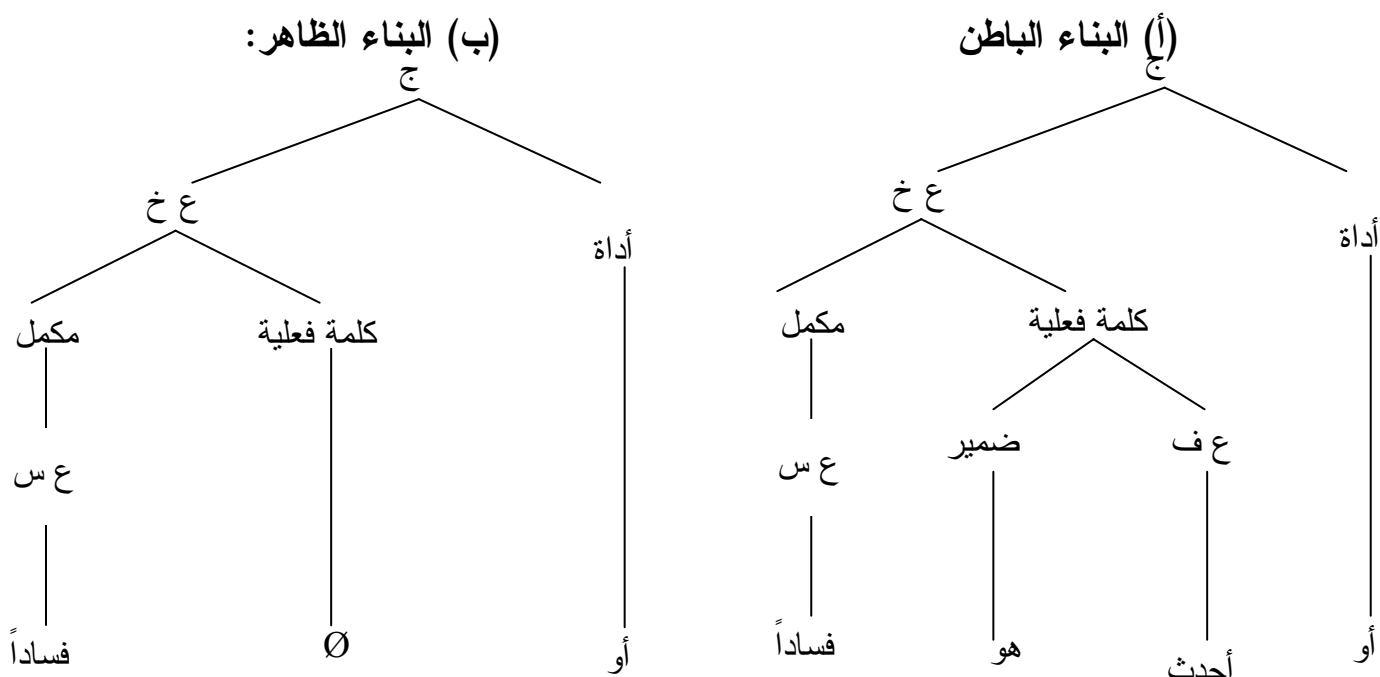 (أ) البناء الباطن
(ب) البناء الظاهر:
ج
ج
ع خ
ع خ
أداة
أداة
كلمة فعلية
مكمل
كلمة فعلية
مكمل
ع ف
ضمير
ع س
ع س
أو
أحدث
هو
فساداً
أو
Ø
فساداً